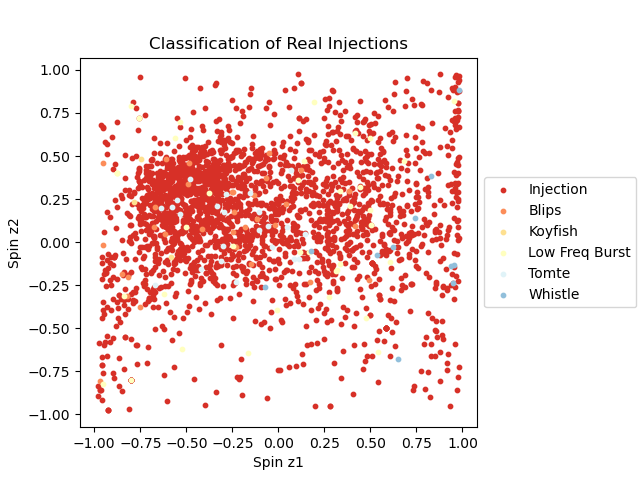 Classification of Real Injections
1.00
0.75
0.50
0.25
0.00
−0.25
−0.50
−0.75
−1.00
Spin z2
−1.00 −0.75 −0.50 −0.25 0.00 0.25 0.50 0.75 1.00
Spin z1
Injection
Blips
Koyfish
Low Freq Burst
Tomte
Whistle